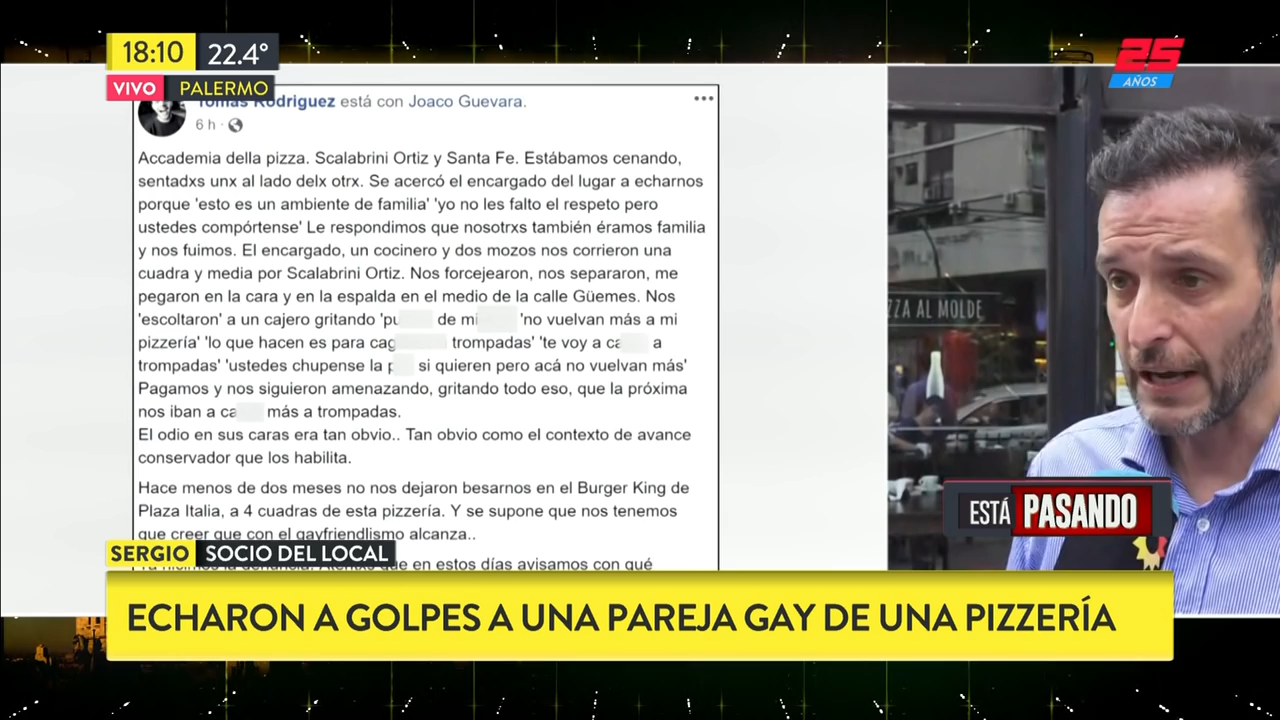 18:10 22.4°
VIVO PALERMO
25
AÑOS
Tomás Rodriguez está con Joaco Guevara.
6 h
Accademia della pizza. Scalabrini Ortiz y Santa Fe. Estábamos cenando,
sentadxs unx al lado delx otrx. Se acercó el encargado del lugar a echarnos
porque 'esto es un ambiente de familia' 'yo no les falto el respeto pero
ustedes compórtense' Le respondimos que nosotrxs también éramos familia
y nos fuimos. El encargado, un cocinero y dos mozos nos corrieron una
cuadra y media por Scalabrini Ortiz. Nos forcejearon, nos separaron, me
pegaron en la cara y en la espalda en el medio de la calle Güemes. Nos
'escoltaron' a un cajero gritando 'pu de mi 'no vuelvan más a mi
pizzería' 'lo que hacen es para cag trompadas' 'te voy a ca a
trompadas' 'ustedes chupense la p si quieren pero acá no vuelvan más'
Pagamos y nos siguieron amenazando, gritando todo eso, que la próxima
nos iban a ca más a trompadas.
El odio en sus caras era tan obvio.. Tan obvio como el contexto de avance
conservador que los habilita.
Hace menos de dos meses no nos dejaron besarnos en el Burger King de
Plaza Italia, a 4 cuadras de esta pizzería. Y se supone que nos tenemos
que creer que con el gayfriendlismo alcanza..
que en estos días avisamos con qué
ZZA AL MOLDE
ESTÁ PASANDO
SERGIO SOCIO DEL LOCAL
ECHARON A GOLPES A UNA PAREJA GAY DE UNA PIZZERÍA